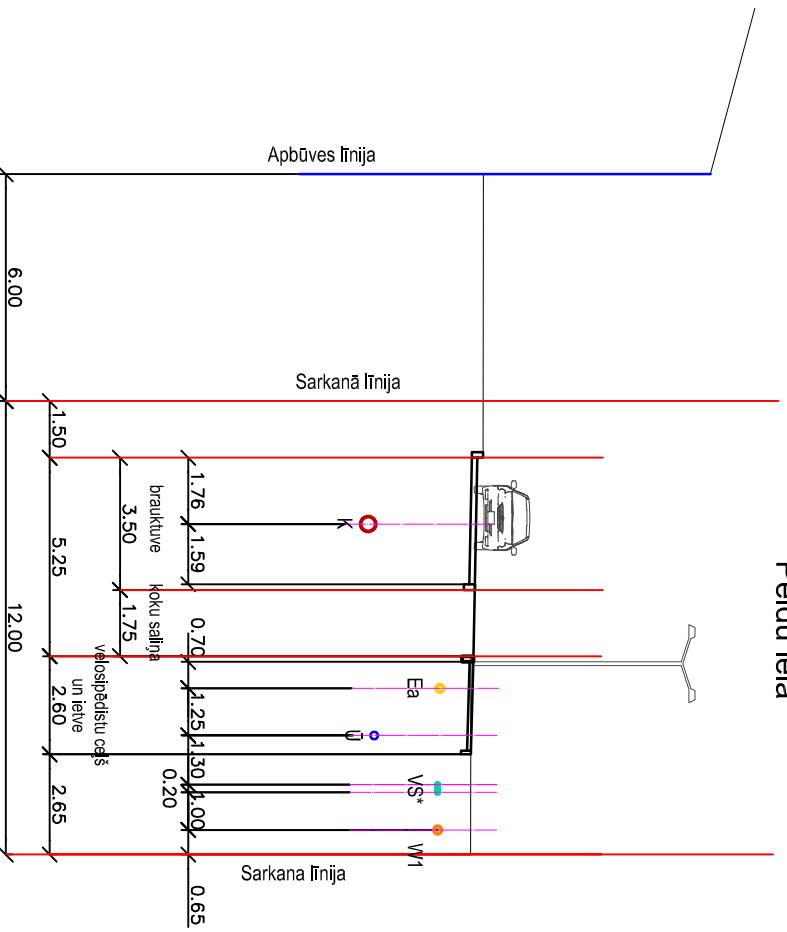 Apbūves līnija
Sarkanā līnija
Sarkana līnija
6.00
12.00
1.50
5.25
2.60
2.65
3.50
1.75
brauktuve
koku saliņa
velosipēdistu ceļš
un ietve
1.76
1.59
0.70
1.25
1.30
0.20
1.00
0.65
K
Ea
Ū
VS*
W1